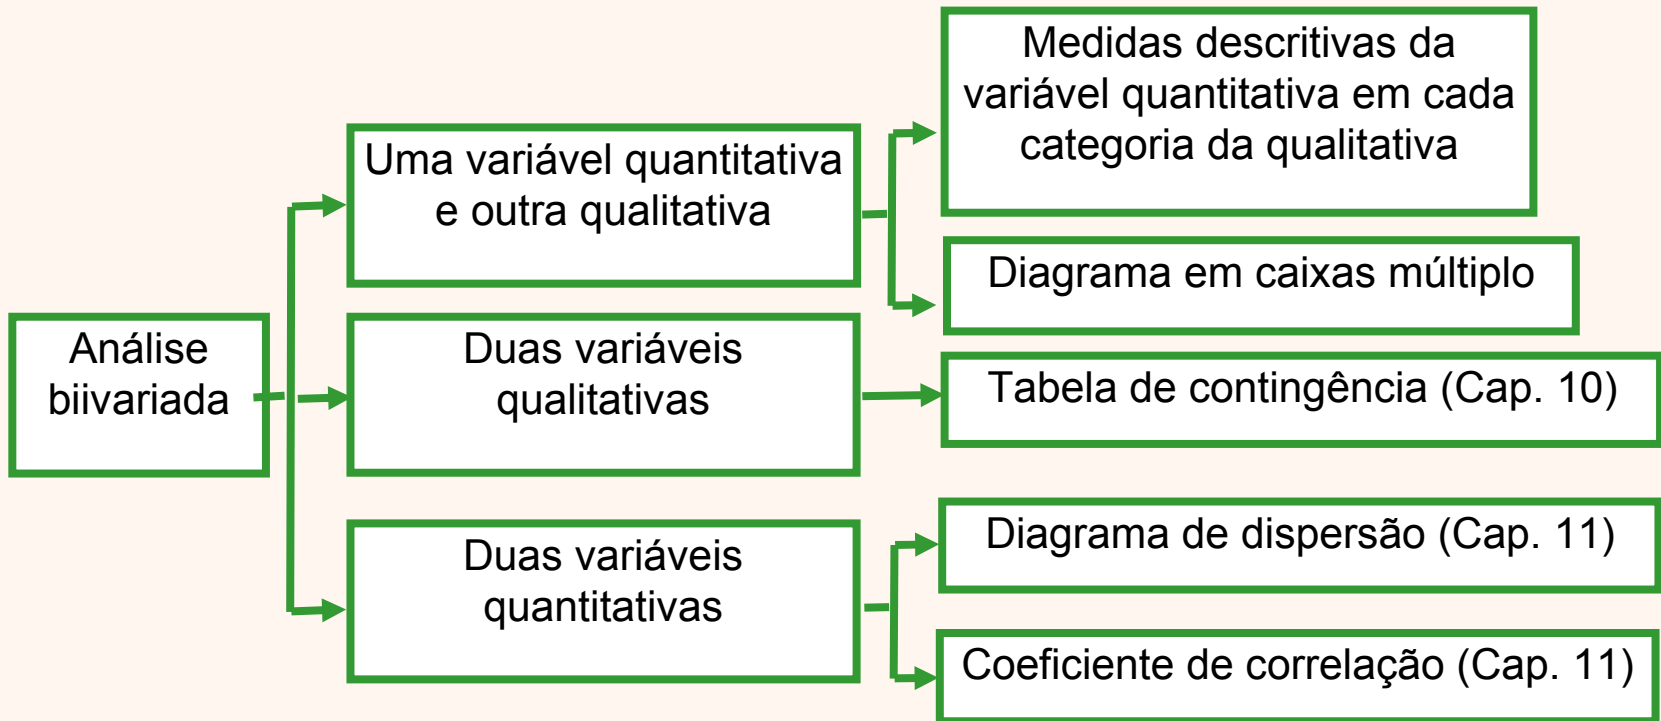 Análise
biivariada
Uma variável quantitativa
e outra qualitativa
Medidas descritivas da
variável quantitativa em cada
categoria da qualitativa
Diagrama em caixas múltiplo
Duas variáveis
qualitativas
Tabela de contingência (Cap. 10)
Duas variáveis
quantitativas
Diagrama de dispersão (Cap. 11)
Coeficiente de correlação (Cap. 11)